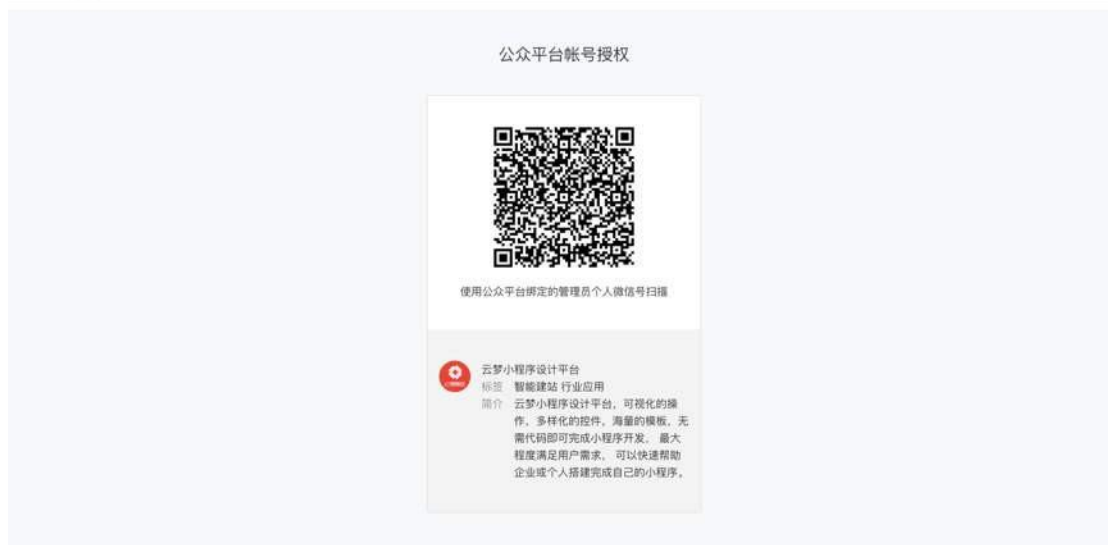 公众平台帐号授权
使用公众平台绑定的管理员个人微信号扫描
云梦小程序设计平台
标签 智能建站 行业应用
简介 云梦小程序设计平台，可视化的操
作，多样化的控件，海量的模板，无
需代码即可完成小程序开发， 最大
程度满足用户需求， 可以快速帮助
企业或个人搭建完成自己的小程序。